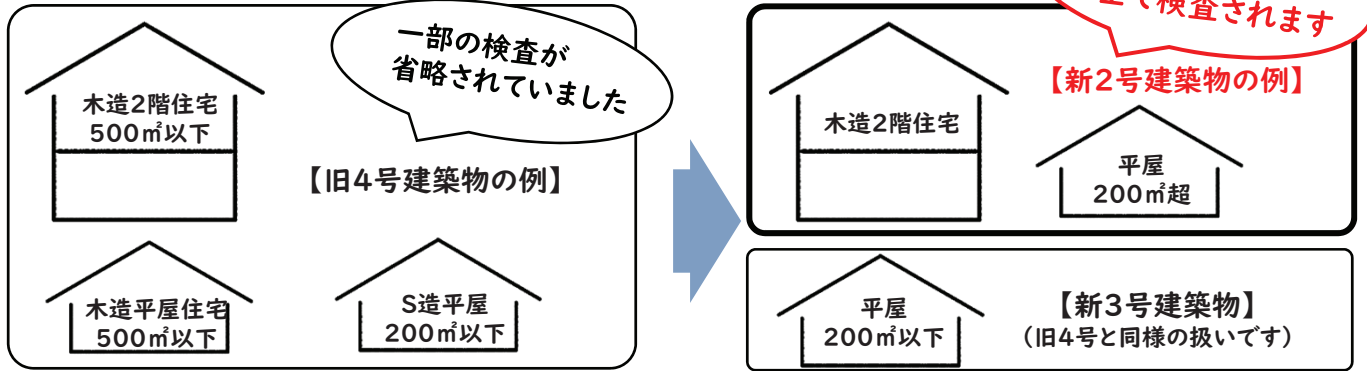 一部の検査が
省略されていました
木造2階住宅
500㎡以下
【旧4号建築物の例】
木造平屋住宅
500㎡以下
S造平屋
200㎡以下
全て検査されます
【新2号建築物の例】
木造2階住宅
平屋
200㎡超
平屋
200㎡以下
【新3号建築物】
（旧4号と同様の扱いです）